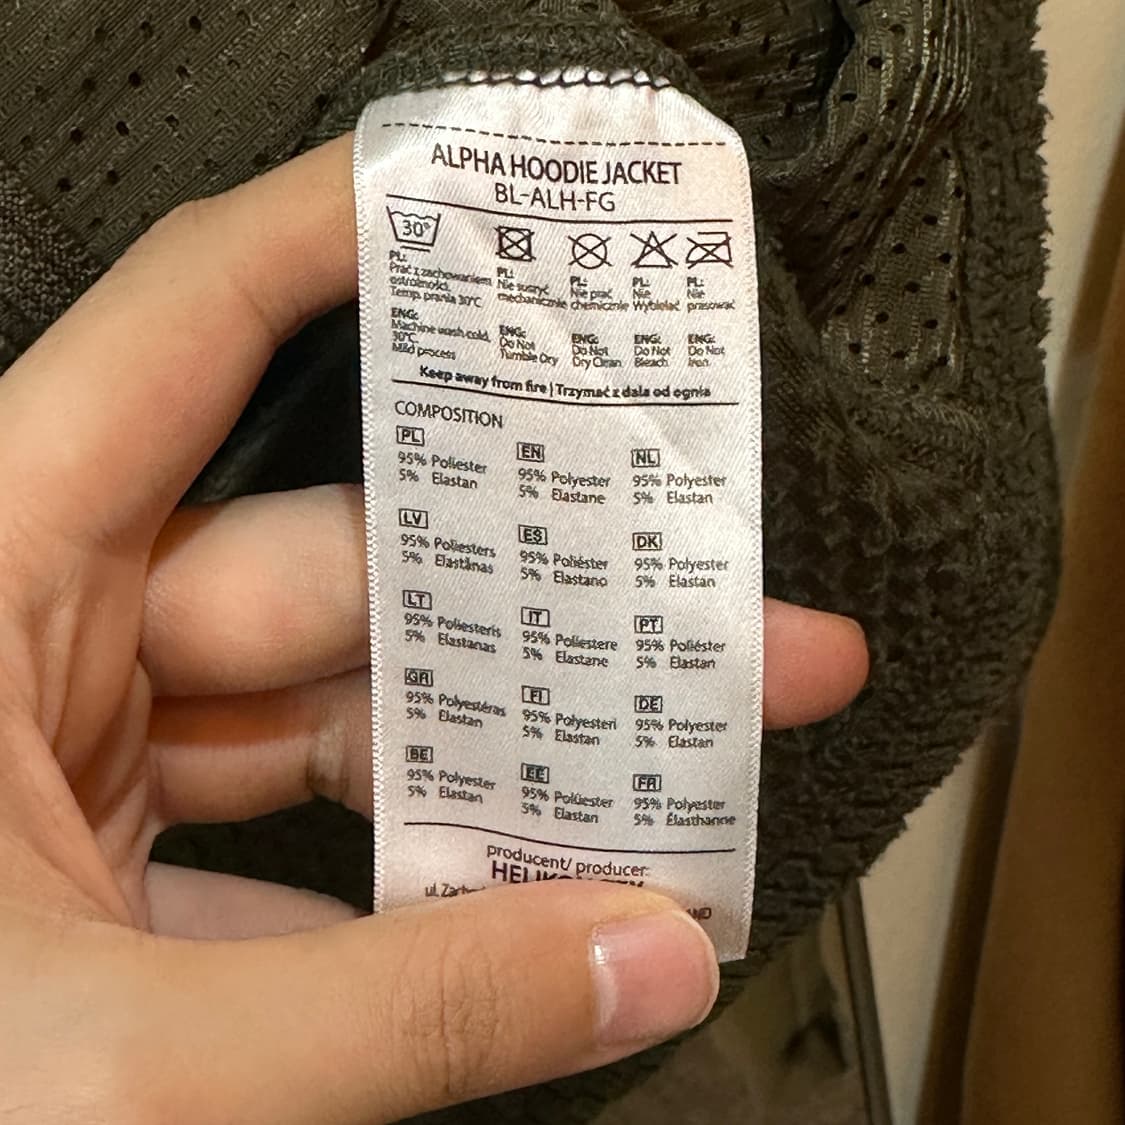 ALPHA HOODIE JACKET
BL-ALH-FG
30°
PL:
Prać z zachowaniem
ostrożności.
Temp. prania 30°C
ENG:
Machine wash cold,
30°C
Mild process
PL:
Nie suszyć
mechanicznie
ENG:
Do Not
Tumble Dry
PL:
Nie prać
chemicznie
ENG:
Do Not
Dry Clean
PL:
Nie
Wybielać
ENG:
Do Not
Bleach
PL:
Nie
prasować
ENG:
Do Not
Iron
Keep away from fire | Trzymać z dala od ognia
COMPOSITION
PL
95% Poliester
5% Elastan
EN
95% Polyester
5% Elastane
NL
95% Polyester
5% Elastan
LV
95% Poliesters
5% Elastānas
ES
95% Poliéster
5% Elastano
DK
95% Polyester
5% Elastan
LT
95% Poliesteris
5% Elastanas
IT
95% Poliestere
5% Elastane
PT
95% Poliéster
5% Elastan
GR
95% Polyestéras
5% Elastan
FI
95% Polyesteri
5% Elastan
DE
95% Polyester
5% Elastan
BE
95% Polyester
5% Elastan
EE
95% Polüester
5% Elastan
FR
95% Polyester
5% Élasthanne
producent/ producer:
ul.